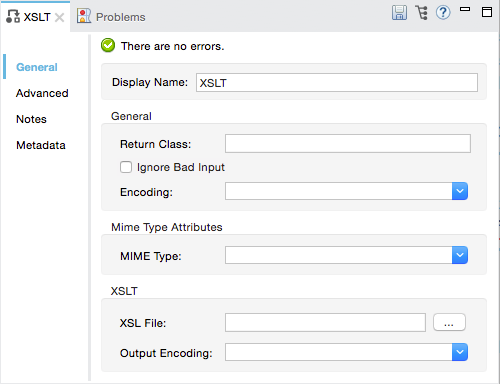 XSLT Problems
There are no errors.
General
Advanced
Notes
Metadata
Display Name: XSLT
General
Return Class:
Ignore Bad Input
Encoding:
Mime Type Attributes
MIME Type:
XSLT
XSL File: ...
Output Encoding: